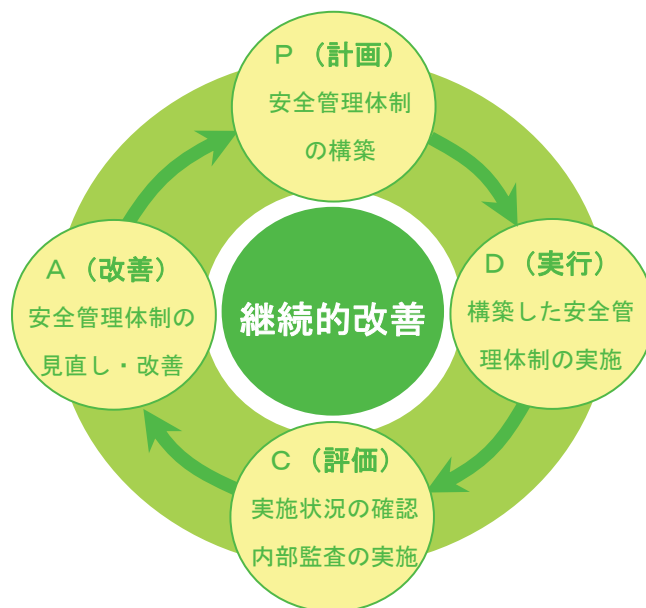 P（計画）
安全管理体制
の構築
D（実行）
構築した安全管
理体制の実施
C（評価）
実施状況の確認
内部監査の実施
A（改善）
安全管理体制の
見直し・改善
継続的改善